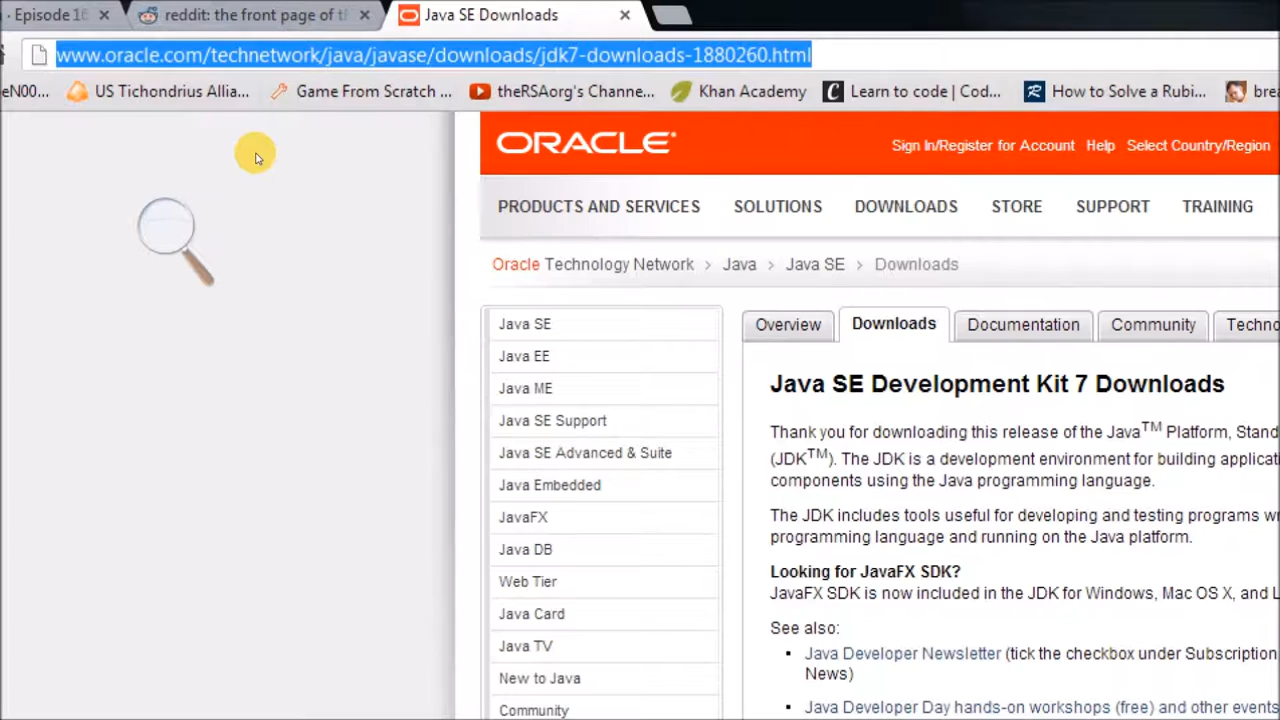 · Episode 16
reddit: the front page of th
Java SE Downloads
www.oracle.com/technetwork/java/javase/downloads/jdk7-downloads-1880260.html
eN00...
US Tichondrius Allia...
Game From Scratch ...
theRSAorg's Channe...
Khan Academy
Learn to code | Cod...
How to Solve a Rubi...
brea
ORACLE®
Sign In/Register for Account Help Select Country/Region
PRODUCTS AND SERVICES SOLUTIONS DOWNLOADS STORE SUPPORT TRAINING
Oracle Technology Network > Java > Java SE > Downloads
Java SE
Java EE
Java ME
Java SE Support
Java SE Advanced & Suite
Java Embedded
JavaFX
Java DB
Web Tier
Java Card
Java TV
New to Java
Community
Overview Downloads Documentation Community Techno
Java SE Development Kit 7 Downloads
Thank you for downloading this release of the Java™ Platform, Stand
(JDK™). The JDK is a development environment for building applicati
components using the Java programming language.
The JDK includes tools useful for developing and testing programs wr
programming language and running on the Java platform.
Looking for JavaFX SDK?
JavaFX SDK is now included in the JDK for Windows, Mac OS X, and L
See also:
▪ Java Developer Newsletter (tick the checkbox under Subscription
News)
▪ Java Developer Day hands-on workshops (free) and other events